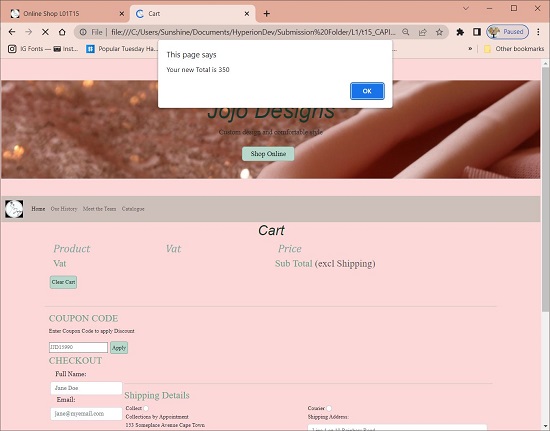 Online Shop L01T15
Cart
File
file:///C:/Users/Sunshine/Documents/HyperionDev/Submission%20Folder/L1/t15_CAPI...
Paused
IG Fonts — — Inst...
Popular Tuesday Ha...
Other bookmarks
This page says
Your new Total is 350
OK
Jojo Designs
Custom design and comfortable style
Shop Online
Home Our History Meet the Team Catalogue
Cart
Product Vat Price
Vat Sub Total (excl Shipping)
Clear Cart
COUPON CODE
Enter Coupon Code to apply Discount
Apply
CHECKOUT
Full Name:
Jane Doe
Email:
jane@myemail.com
Shipping Details
Collect Courier
Collections by Appointment Shipping Address:
133 Someplace Avenue Cape Town